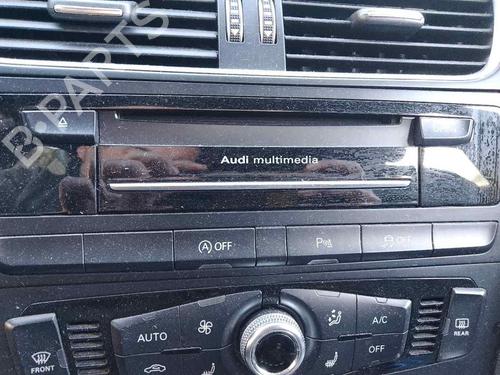 B-PARTS
Audi multimedia
A OFF
P
OFF
AUTO
A/C
OFF
FRONT
REAR